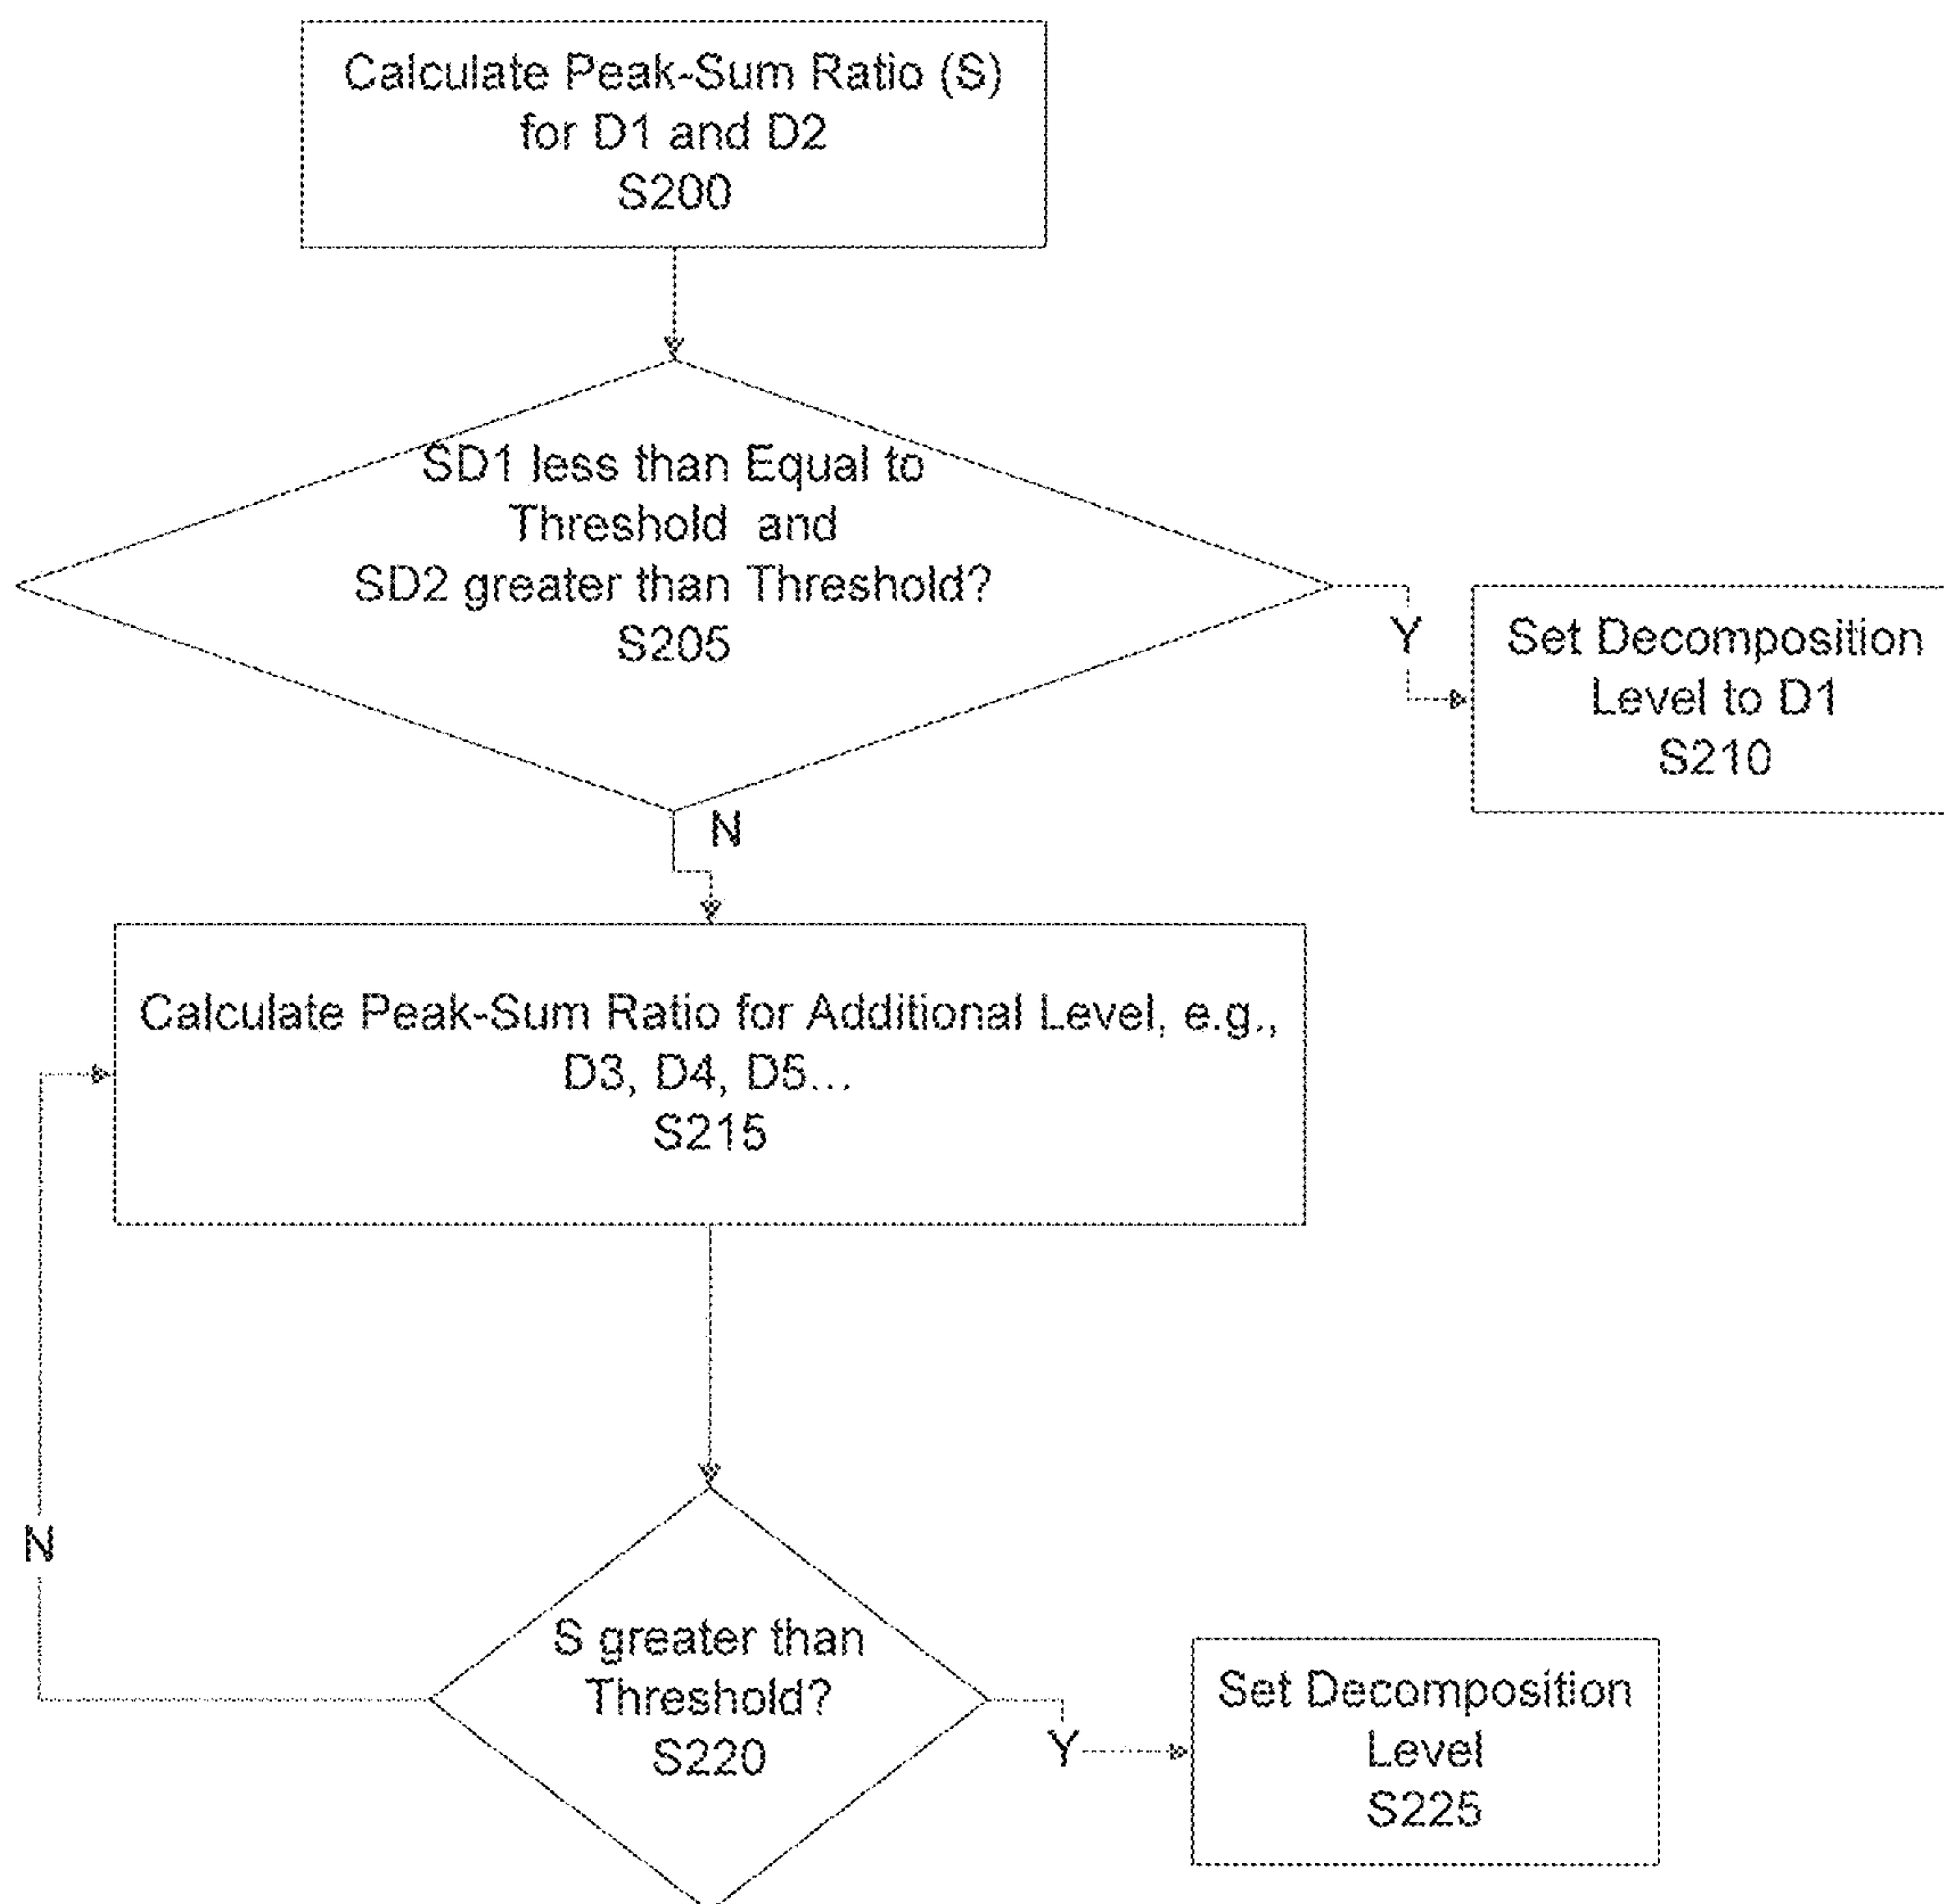 Calculate Peak-Sum Ratio (S)
for D1 and D2
S200
SD1 less than Equal to
Threshold and
SD2 greater than Threshold?
S205
Y
Set Decomposition
Level to D1
S210
N
Calculate Peak-Sum Ratio for Additional Level, e.g.,
D3, D4, D5...
S215
N
S greater than
Threshold?
S220
Y
Set Decomposition
Level
S225